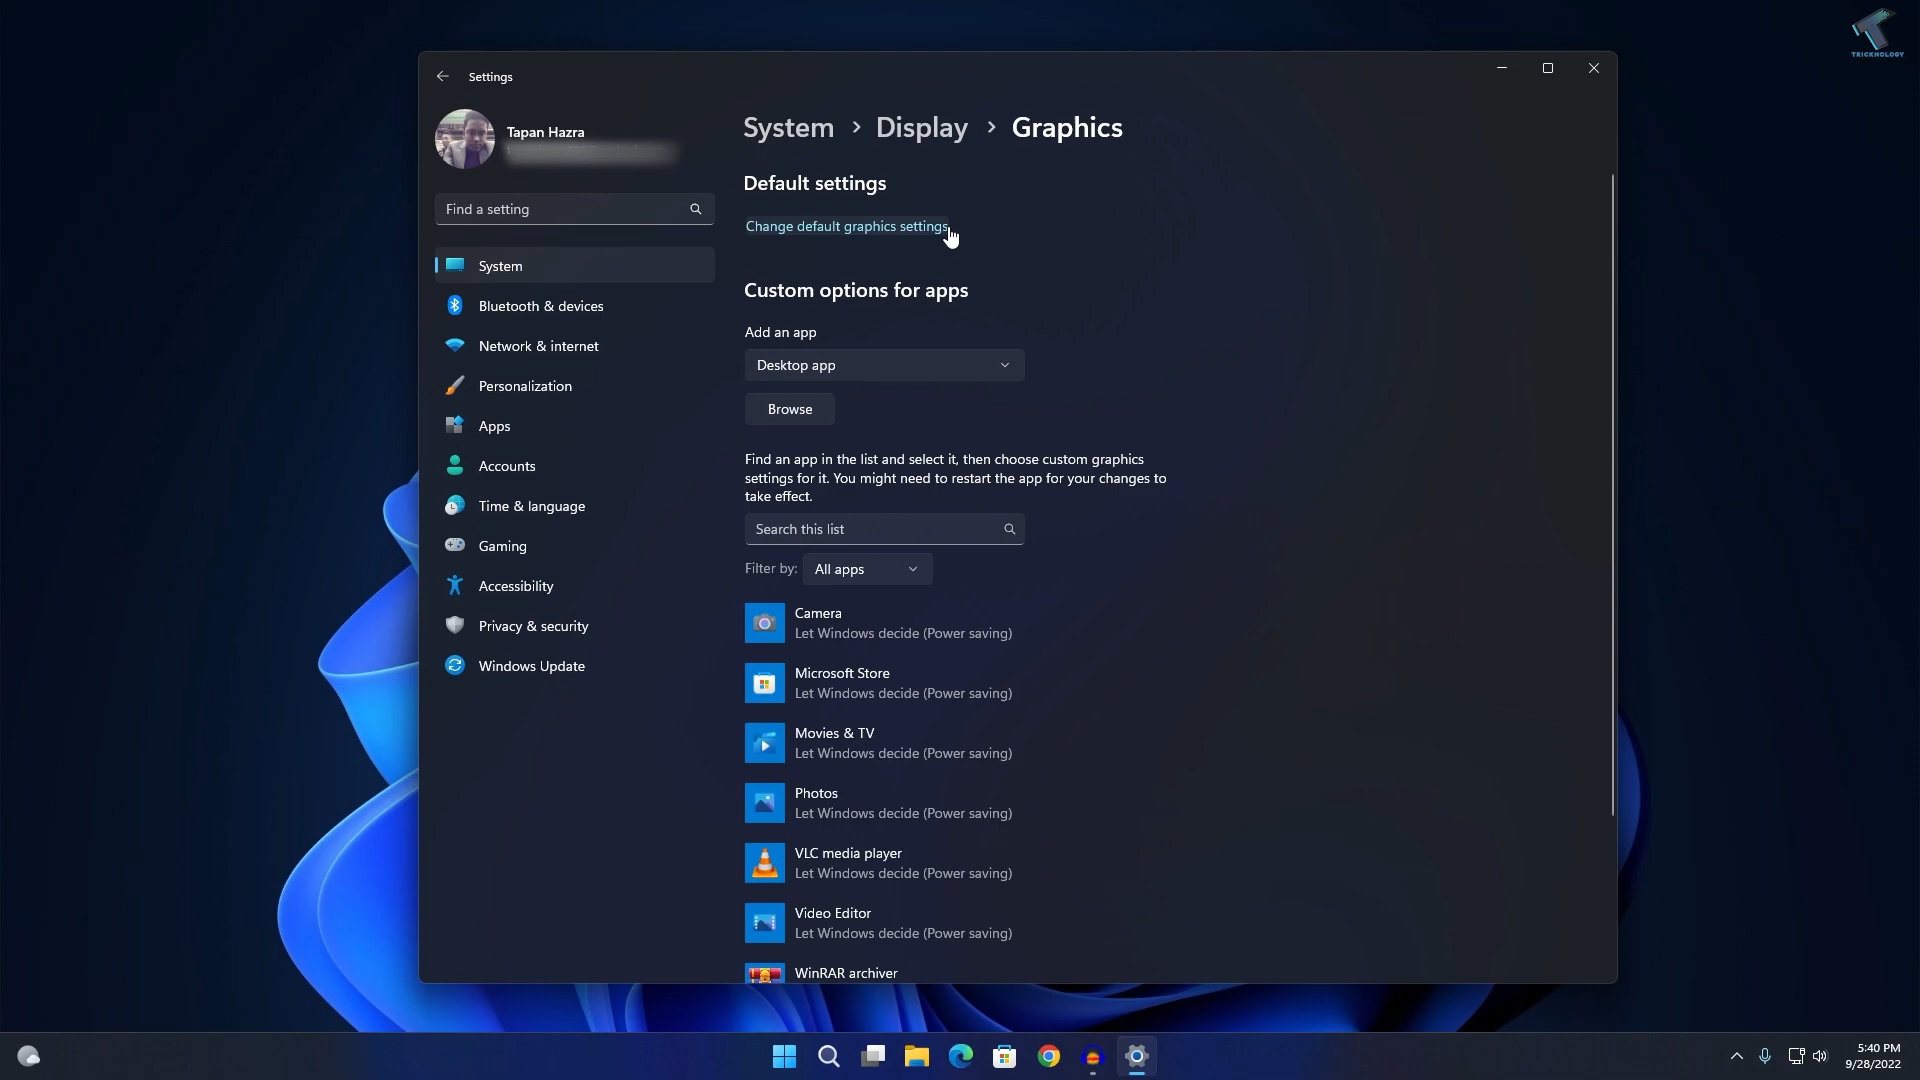 TRICKNOLOGY
Settings
Tapan Hazra
Find a setting
System
Bluetooth & devices
Network & internet
Personalization
Apps
Accounts
Time & language
Gaming
Accessibility
Privacy & security
Windows Update
System > Display > Graphics
Default settings
Change default graphics settings
Custom options for apps
Add an app
Desktop app
Browse
Find an app in the list and select it, then choose custom graphics
settings for it. You might need to restart the app for your changes to
take effect.
Search this list
Filter by: All apps
Camera
Let Windows decide (Power saving)
Microsoft Store
Let Windows decide (Power saving)
Movies & TV
Let Windows decide (Power saving)
Photos
Let Windows decide (Power saving)
VLC media player
Let Windows decide (Power saving)
Video Editor
Let Windows decide (Power saving)
WinRAR archiver
5:40 PM
9/28/2022